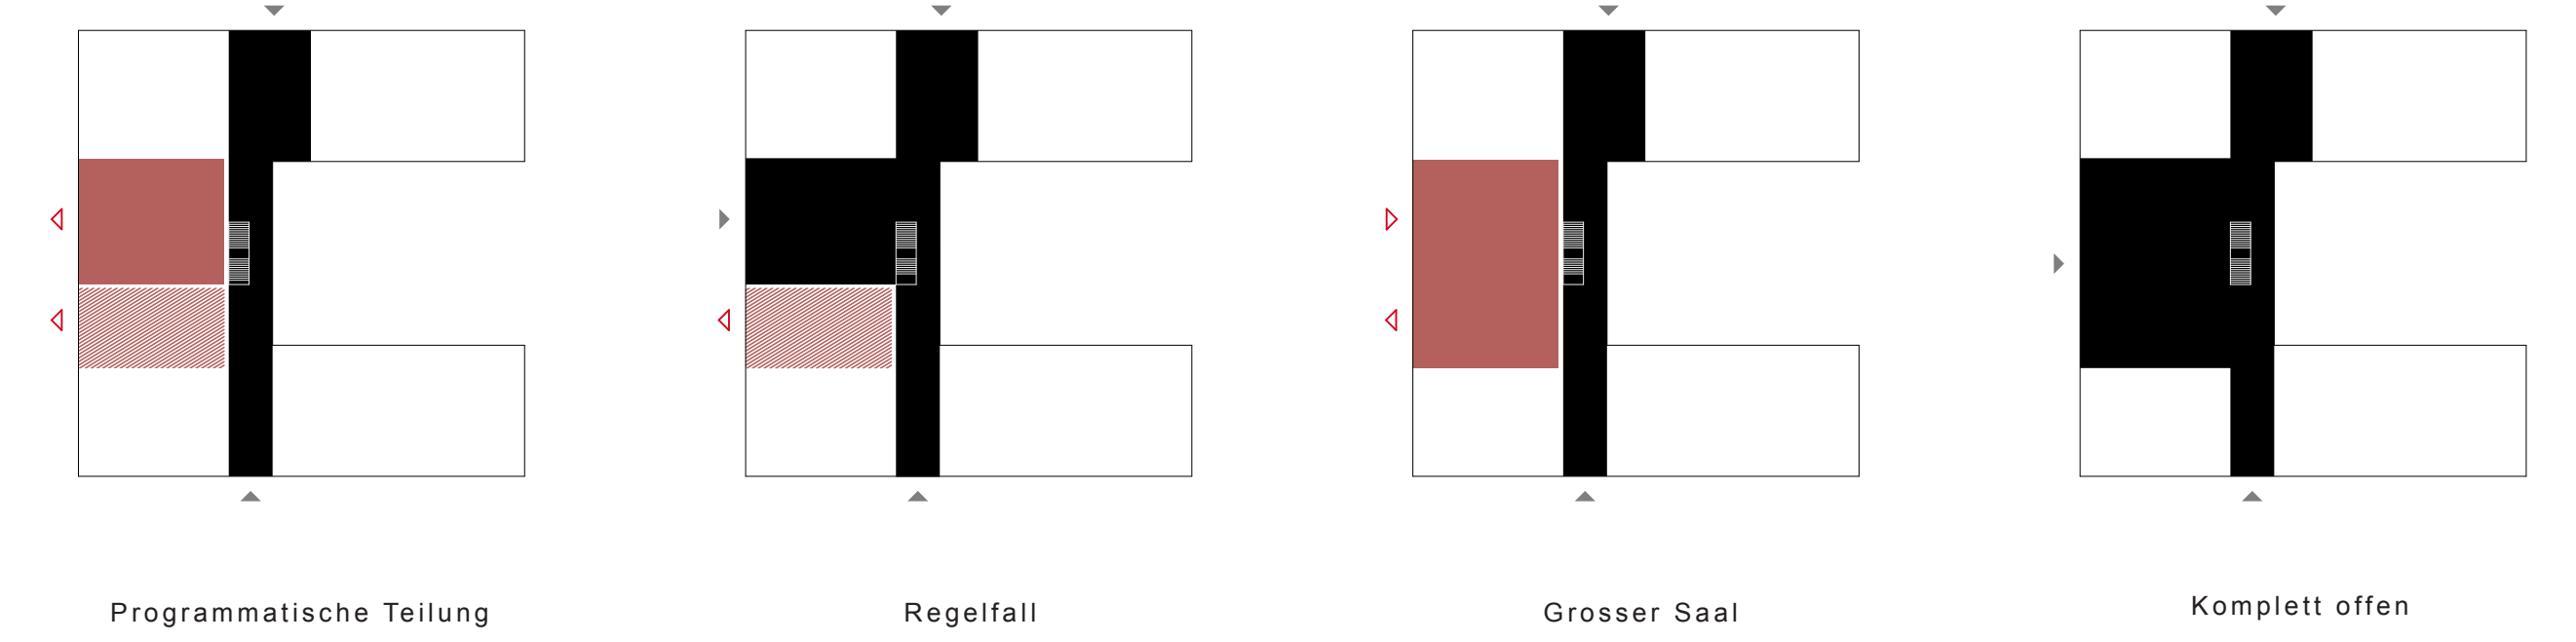 Programmatische Teilung
Regelfall
Grosser Saal
Komplett offen